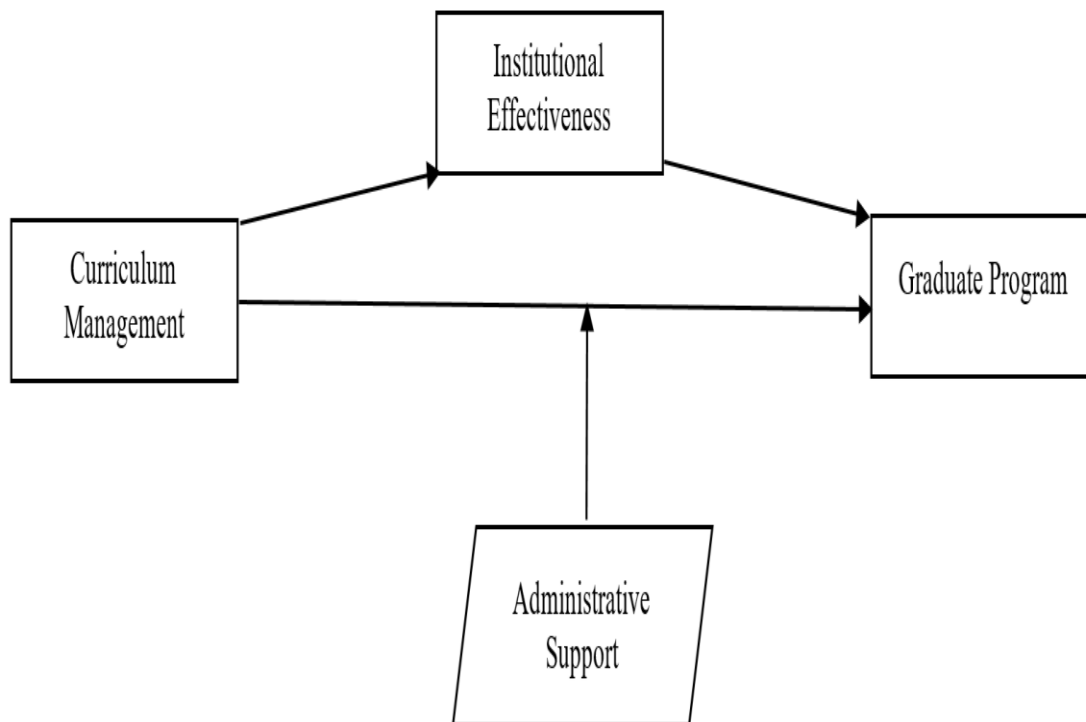 Institutional
Effectiveness
Curriculum
Management
Graduate Program
Administrative
Support